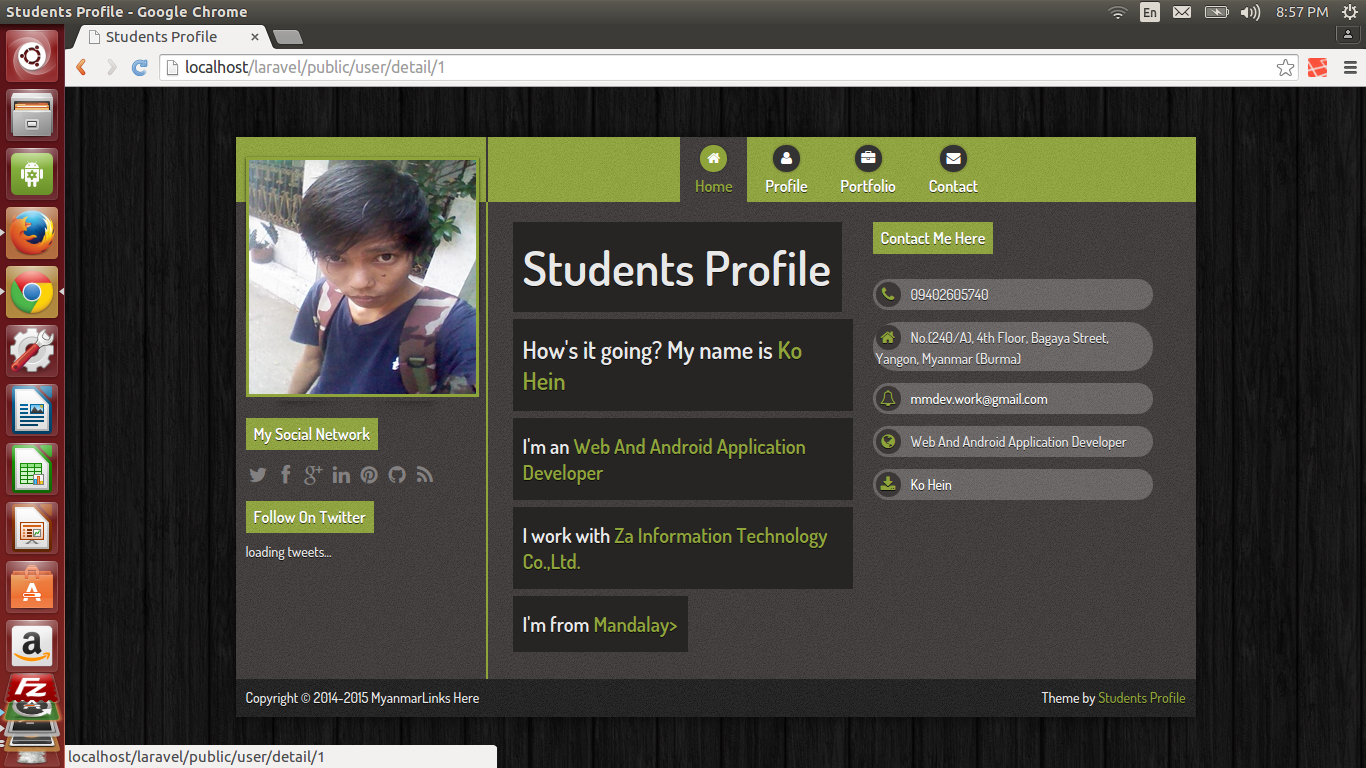 Students Profile - Google Chrome
En
8:57 PM
Students Profile
localhost/laravel/public/user/detail/1
Home
Profile
Portfolio
Contact
My Social Network
Follow On Twitter
loading tweets...
Students Profile
How's it going? My name is Ko
Hein
I'm an Web And Android Application
Developer
I work with Za Information Technology
Co.,Ltd.
I'm from Mandalay>
Contact Me Here
09402605740
No.(240/A), 4th Floor, Bagaya Street,
Yangon, Myanmar (Burma)
mmdev.work@gmail.com
Web And Android Application Developer
Ko Hein
Copyright © 2014-2015 MyanmarLinks Here
Theme by Students Profile
localhost/laravel/public/user/detail/1